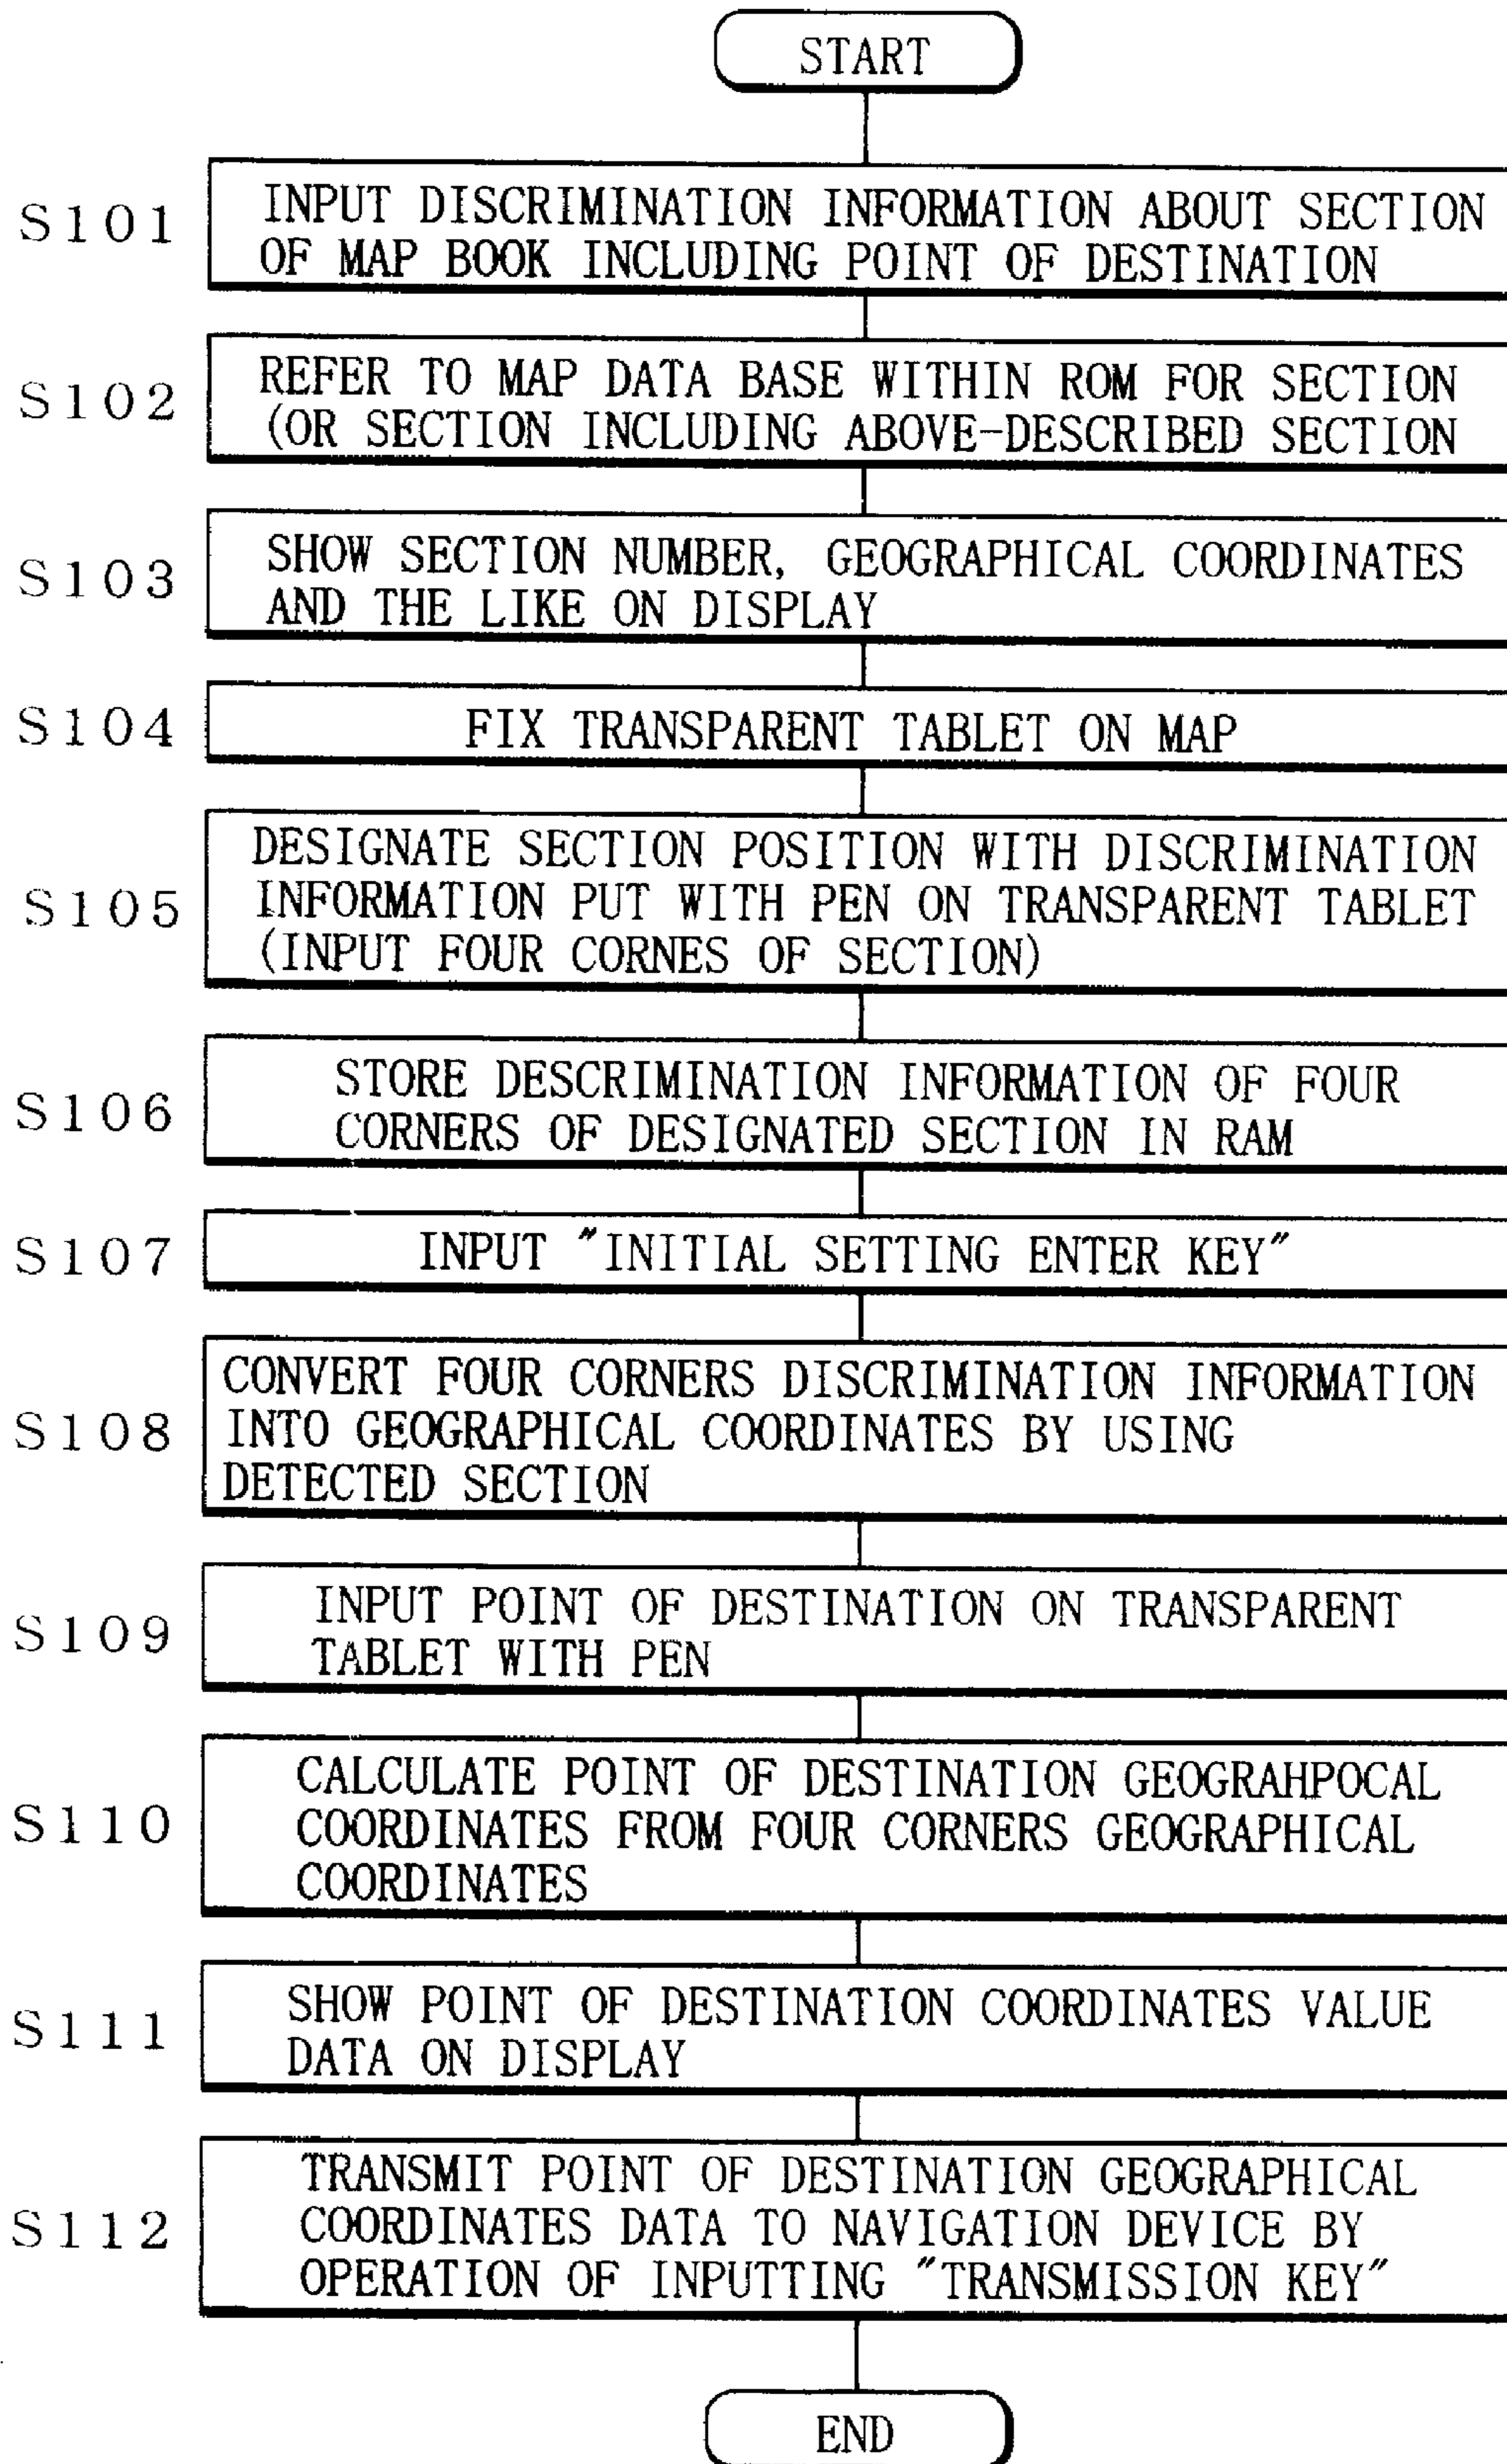 START
S101
INPUT DISCRIMINATION INFORMATION ABOUT SECTION
OF MAP BOOK INCLUDING POINT OF DESTINATION
S102
REFER TO MAP DATA BASE WITHIN ROM FOR SECTION
(OR SECTION INCLUDING ABOVE-DESCRIBED SECTION
S103
SHOW SECTION NUMBER, GEOGRAPHICAL COORDINATES
AND THE LIKE ON DISPLAY
S104
FIX TRANSPARENT TABLET ON MAP
S105
DESIGNATE SECTION POSITION WITH DISCRIMINATION
INFORMATION PUT WITH PEN ON TRANSPARENT TABLET
(INPUT FOUR CORNES OF SECTION)
S106
STORE DESCRIMINATION INFORMATION OF FOUR
CORNERS OF DESIGNATED SECTION IN RAM
S107
INPUT "INITIAL SETTING ENTER KEY"
S108
CONVERT FOUR CORNERS DISCRIMINATION INFORMATION
INTO GEOGRAPHICAL COORDINATES BY USING
DETECTED SECTION
S109
INPUT POINT OF DESTINATION ON TRANSPARENT
TABLET WITH PEN
S110
CALCULATE POINT OF DESTINATION GEOGRAHPOCAL
COORDINATES FROM FOUR CORNERS GEOGRAPHICAL
COORDINATES
S111
SHOW POINT OF DESTINATION COORDINATES VALUE
DATA ON DISPLAY
S112
TRANSMIT POINT OF DESTINATION GEOGRAPHICAL
COORDINATES DATA TO NAVIGATION DEVICE BY
OPERATION OF INPUTTING "TRANSMISSION KEY"
END